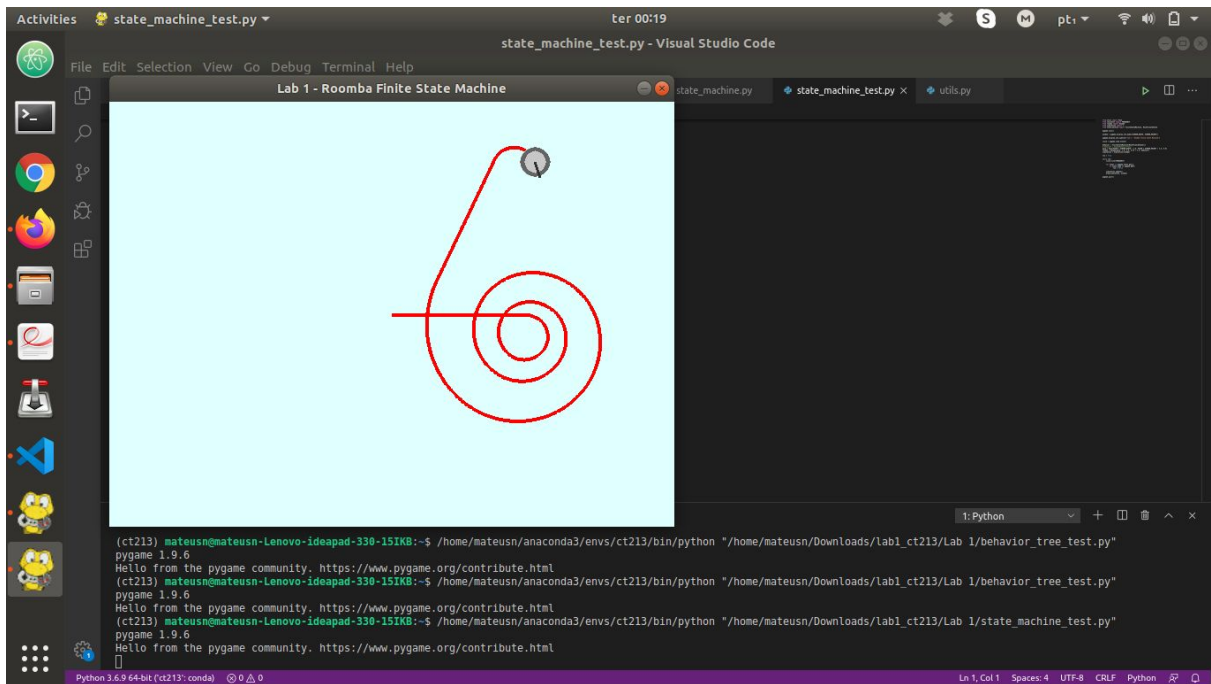 Activities state_machine_test.py ter 00:19 S M pt₁
state_machine_test.py - Visual Studio Code
File Edit Selection View Go Debug Terminal Help
Lab 1 - Roomba Finite State Machine
state_machine.py state_machine_test.py utils.py
1: Python
(ct213) mateusn@mateusn-Lenovo-ideapad-330-15IKB:~$ /home/mateusn/anaconda3/envs/ct213/bin/python "/home/mateusn/Downloads/lab1_ct213/Lab 1/behavior_tree_test.py"
pygame 1.9.6
Hello from the pygame community. https://www.pygame.org/contribute.html
(ct213) mateusn@mateusn-Lenovo-ideapad-330-15IKB:~$ /home/mateusn/anaconda3/envs/ct213/bin/python "/home/mateusn/Downloads/lab1_ct213/Lab 1/behavior_tree_test.py"
pygame 1.9.6
Hello from the pygame community. https://www.pygame.org/contribute.html
(ct213) mateusn@mateusn-Lenovo-ideapad-330-15IKB:~$ /home/mateusn/anaconda3/envs/ct213/bin/python "/home/mateusn/Downloads/lab1_ct213/Lab 1/state_machine_test.py"
pygame 1.9.6
Hello from the pygame community. https://www.pygame.org/contribute.html
Python 3.6.9 64-bit ('ct213': conda) 0 0 Ln 1, Col 1 Spaces: 4 UTF-8 CRLF Python